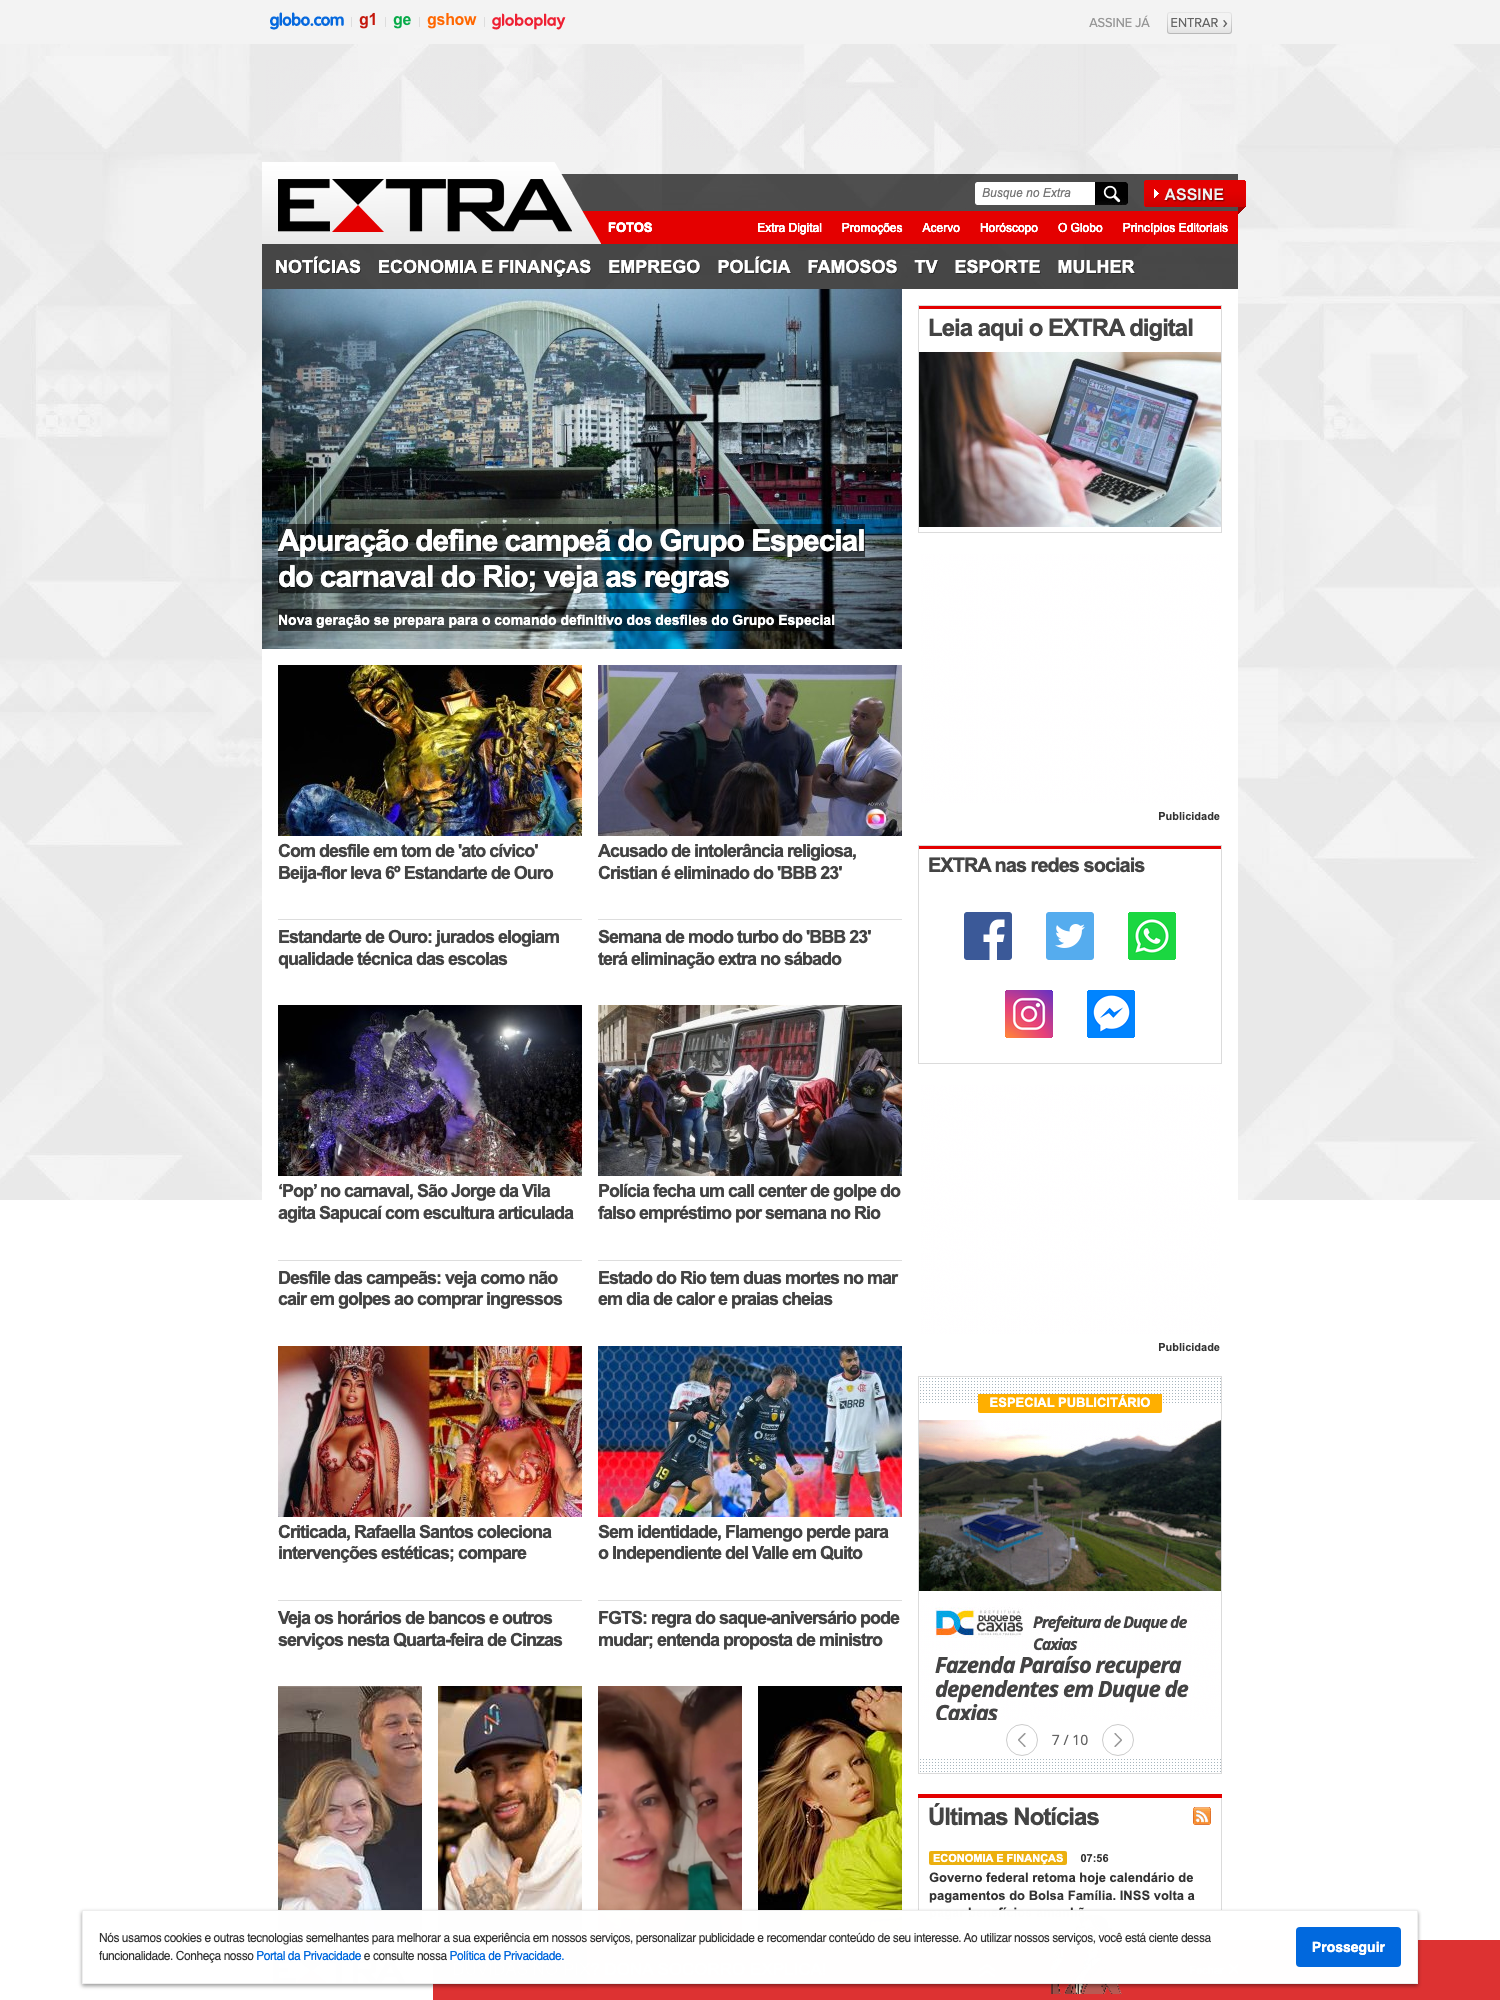 globo.com g1 ge gshow globoplay
ASSINE JÁ ENTRAR ›
EXTRA
Busque no Extra
ASSINE
FOTOS
Extra Digital Promoções Acervo Horóscopo O Globo Princípios Editoriais
NOTÍCIAS ECONOMIA E FINANÇAS EMPREGO POLÍCIA FAMOSOS TV ESPORTE MULHER
Apuração define campeã do Grupo Especial
do carnaval do Rio; veja as regras
Nova geração se prepara para o comando definitivo dos desfiles do Grupo Especial
Com desfile em tom de 'ato cívico'
Beija-flor leva 6º Estandarte de Ouro
Acusado de intolerância religiosa,
Cristian é eliminado do 'BBB 23'
Estandarte de Ouro: jurados elogiam
qualidade técnica das escolas
Semana de modo turbo do 'BBB 23'
terá eliminação extra no sábado
‘Pop’ no carnaval, São Jorge da Vila
agita Sapucaí com escultura articulada
Polícia fecha um call center de golpe do
falso empréstimo por semana no Rio
Desfile das campeãs: veja como não
cair em golpes ao comprar ingressos
Estado do Rio tem duas mortes no mar
em dia de calor e praias cheias
19
BRB
Criticada, Rafaella Santos coleciona
intervenções estéticas; compare
Sem identidade, Flamengo perde para
o Independiente del Valle em Quito
Veja os horários de bancos e outros
serviços nesta Quarta-feira de Cinzas
FGTS: regra do saque-aniversário pode
mudar; entenda proposta de ministro
Leia aqui o EXTRA digital
EXTRA
Publicidade
EXTRA nas redes sociais
Publicidade
ESPECIAL PUBLICITÁRIO
DC PREFEITURA DUQUE DE CAXIAS
Prefeitura de Duque de
Caxias
Fazenda Paraíso recupera
dependentes em Duque de
Caxias
7 / 10
Últimas Notícias
ECONOMIA E FINANÇAS 07:56
Governo federal retoma hoje calendário de
pagamentos do Bolsa Família. INSS volta a
Nós usamos cookies e outras tecnologias semelhantes para melhorar a sua experiência em nossos serviços, personalizar publicidade e recomendar conteúdo de seu interesse. Ao utilizar nossos serviços, você está ciente dessa
funcionalidade. Conheça nosso Portal da Privacidade e consulte nossa Política de Privacidade.
Prosseguir